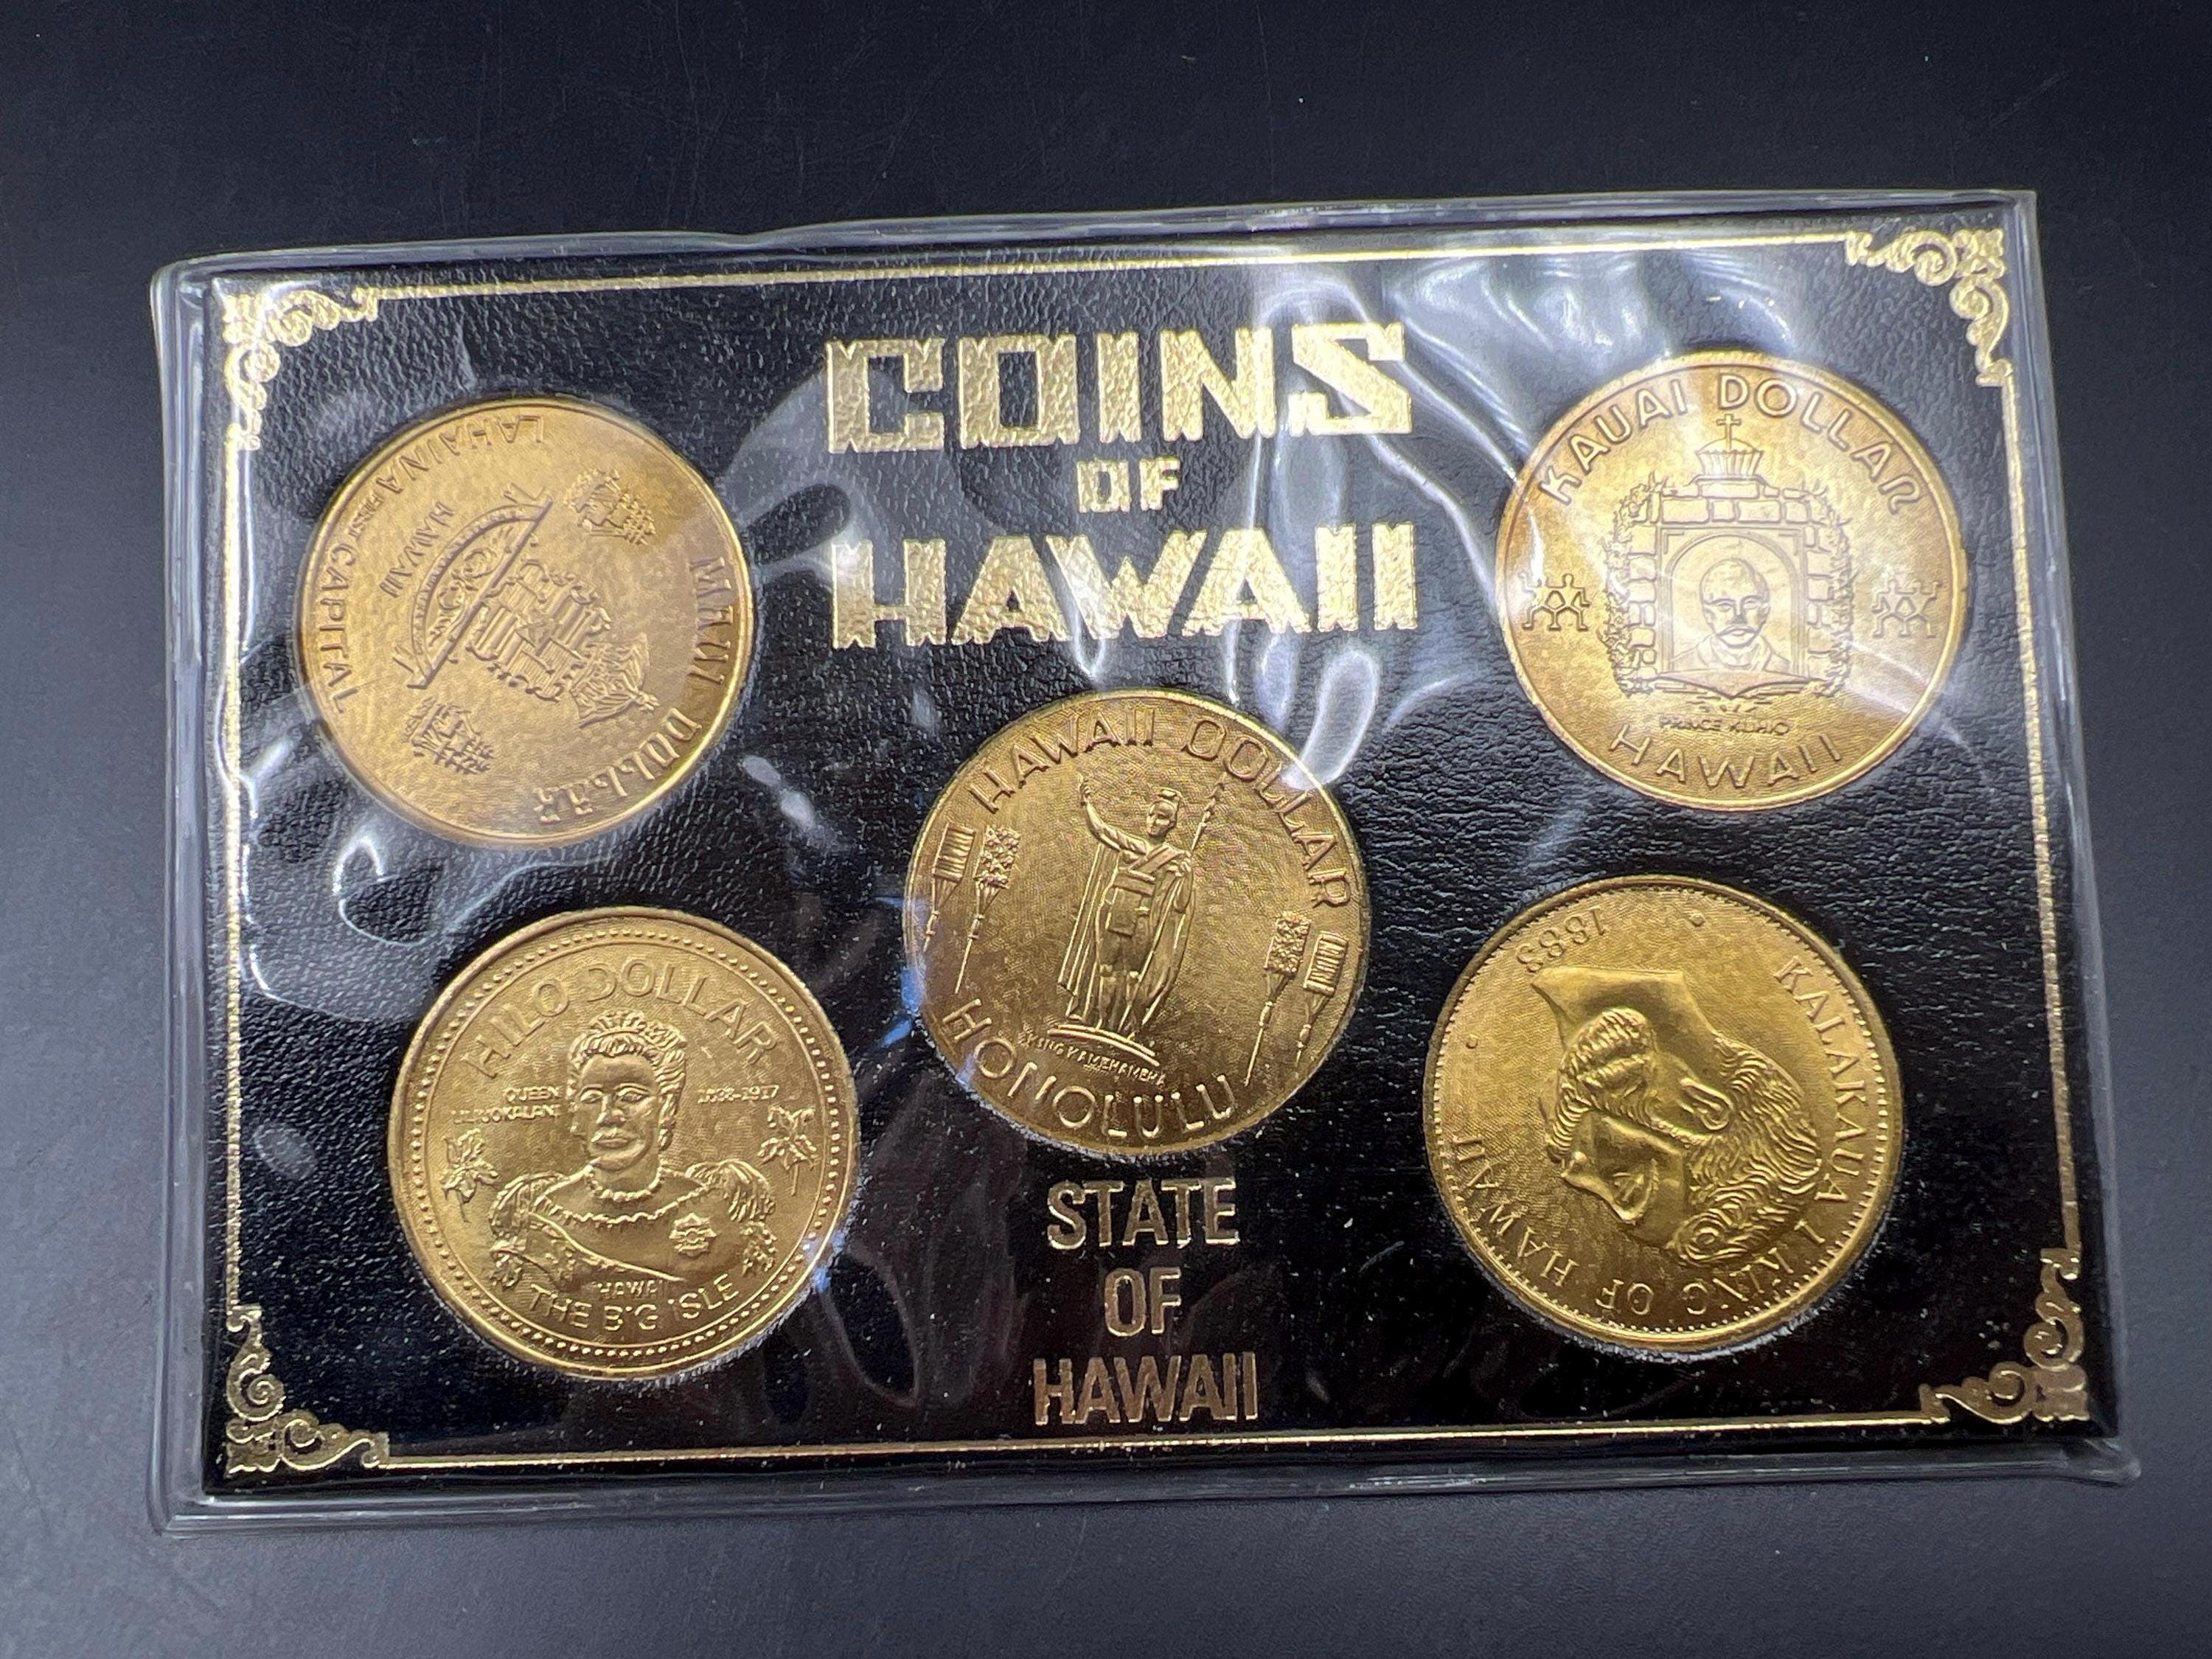 COINS
OF
HAWAII
MAUI DOLLAR
LAHAINA FIRST CAPITAL
HAWAII
KAUAI DOLLAR
PRINCE KUHIO
HAWAII
HAWAII DOLLAR
KING KAMEHAMEHA
HONOLULU
HILO DOLLAR
QUEEN
LILIUOKALANI
1838-1917
HAWAII
THE BIG ISLE
KALAKAUA I KING OF HAWAII
1883
STATE
OF
HAWAII